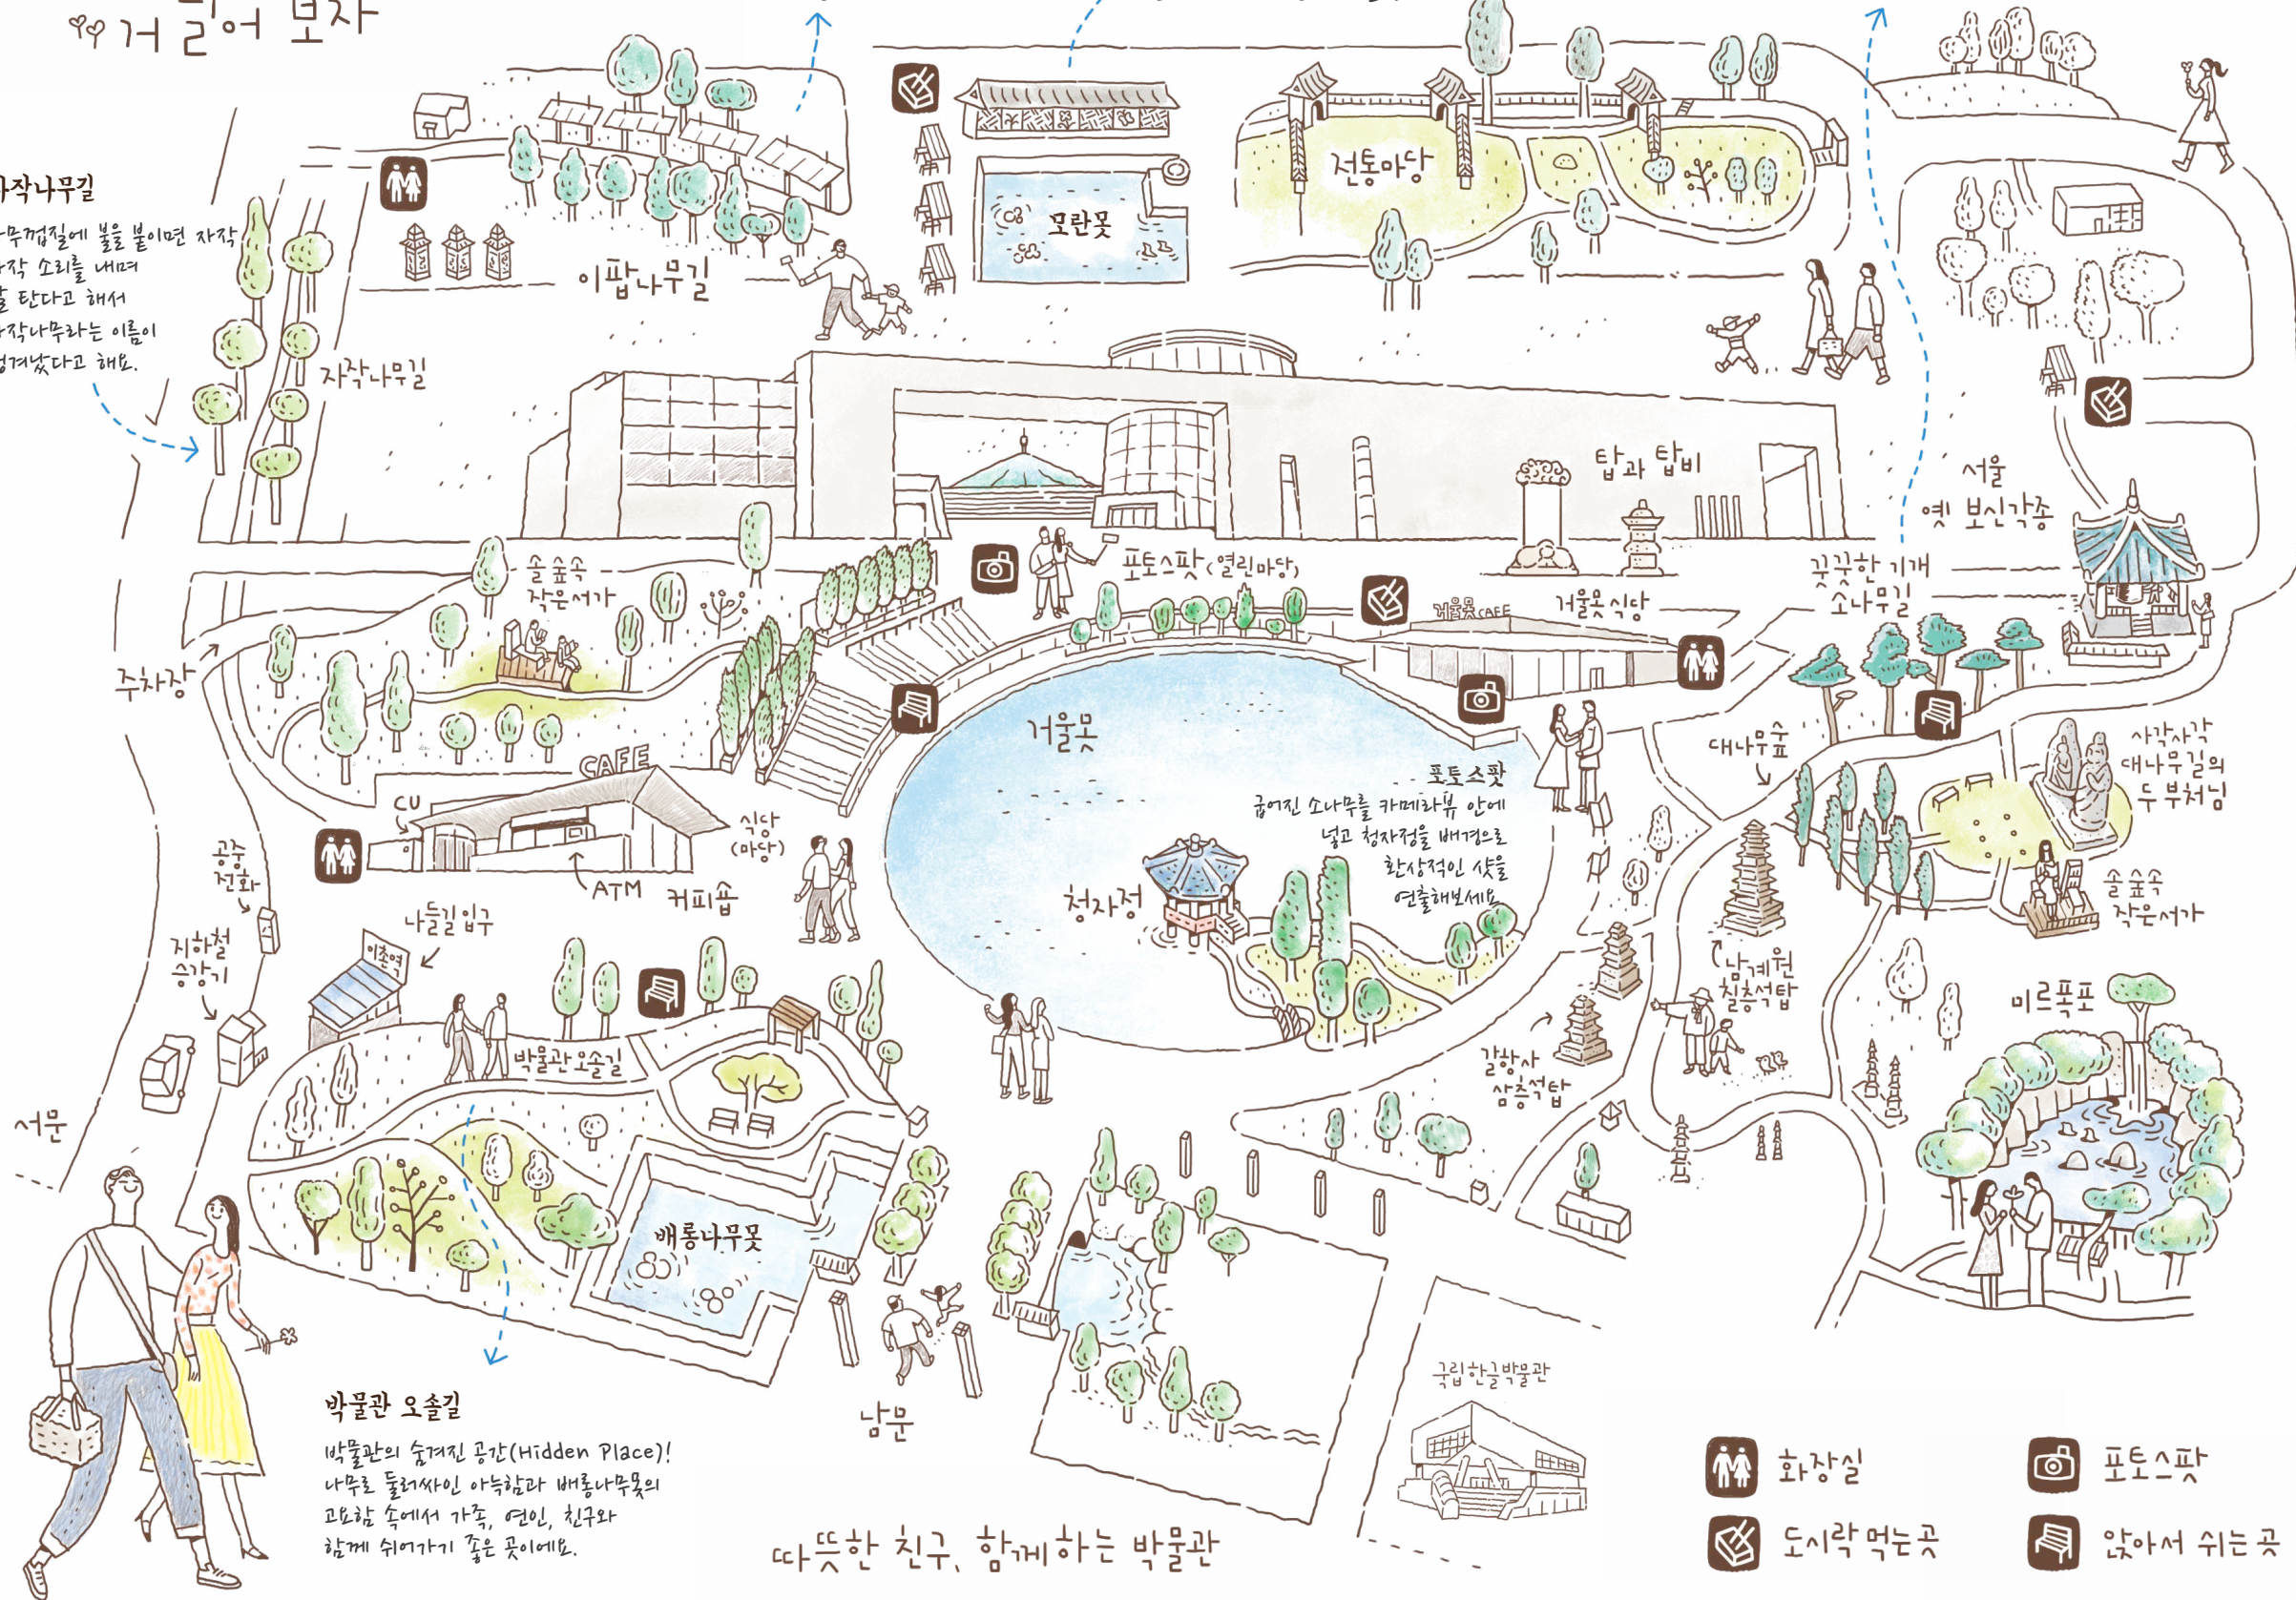 거닐어 보자
자작나무길
불을 붙이면 자작
소리를 내며
탄다고 해서
자작나무라는 이름이
생겨났다고 해요.
자작나무길
이팝나무길
모란못
전통마당
탑과 탑비
서울
옛 보신각종
포토스팟(열린마당)
거울못CAFE
거울못 식당
꿋꿋한 기개
소나무길
솔 숲속
작은서가
주차장
거울못
포토스팟
굽어진 소나무를 카메라뷰 안에
넣고 청자정을 배경으로
환상적인 샷을
연출해보세요
청자정
대나무숲
사각사각
대나무길의
두 부처님
솔 숲속
작은서가
CAFE
CU
식당
(마당)
ATM
커피숍
공중
전화
나들길 입구
이촌역
지하철
승강기
박물관 오솔길
남계원
칠층석탑
갈항사
삼층석탑
미르폭포
서문
배롱나무못
남문
국립한글박물관
박물관 오솔길
박물관의 숨겨진 공간(Hidden Place)!
나무로 둘러싸인 아늑함과 배롱나무못의
고요함 속에서 가족, 연인, 친구와
함께 쉬어가기 좋은 곳이에요.
따뜻한 친구, 함께하는 박물관
화장실
포토스팟
도시락 먹는 곳
앉아서 쉬는 곳